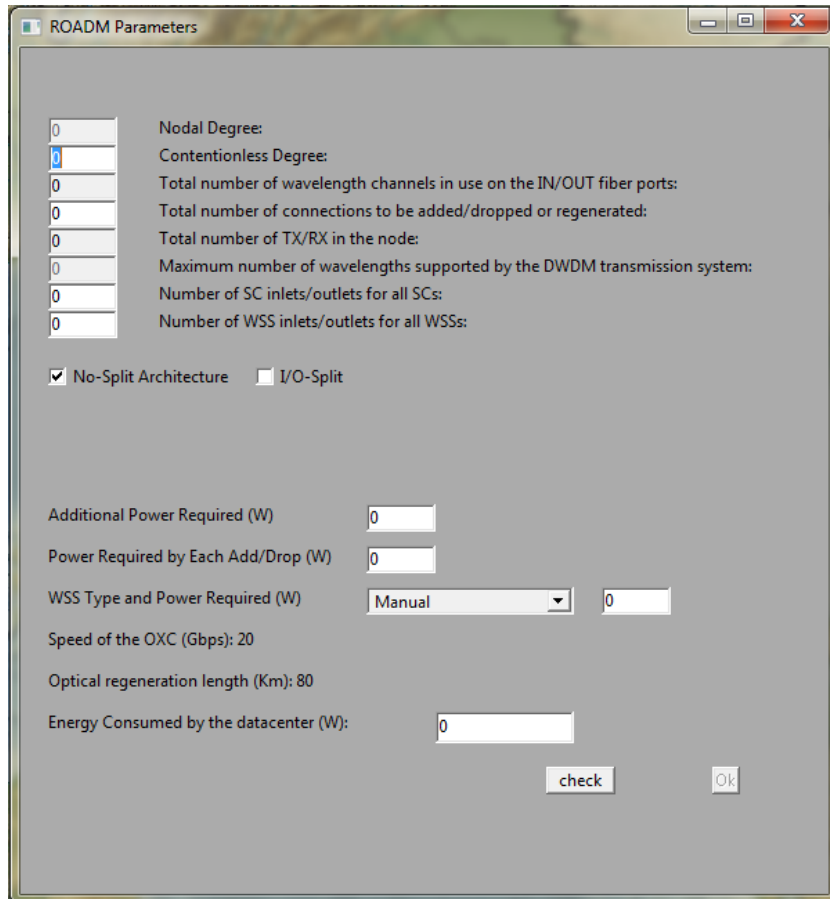 ROADM Parameters
0 Nodal Degree:
0 Contentionless Degree:
0 Total number of wavelength channels in use on the IN/OUT fiber ports:
0 Total number of connections to be added/dropped or regenerated:
0 Total number of TX/RX in the node:
0 Maximum number of wavelengths supported by the DWDM transmission system:
0 Number of SC inlets/outlets for all SCs:
0 Number of WSS inlets/outlets for all WSSs:
No-Split Architecture I/O-Split
Additional Power Required (W) 0
Power Required by Each Add/Drop (W) 0
WSS Type and Power Required (W) Manual 0
Speed of the OXC (Gbps): 20
Optical regeneration length (Km): 80
Energy Consumed by the datacenter (W): 0
check Ok